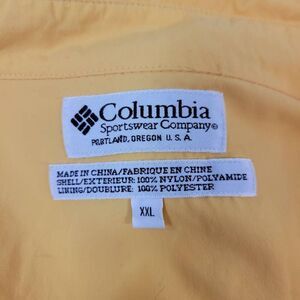 Columbia
Sportswear Company®
PORTLAND, OREGON U.S.A.
MADE IN CHINA/FABRIQUE EN CHINE
SHELL/EXTERIEUR: 100% NYLON/POLYAMIDE
LINING/DOUBLURE: 100% POLYESTER
XXL